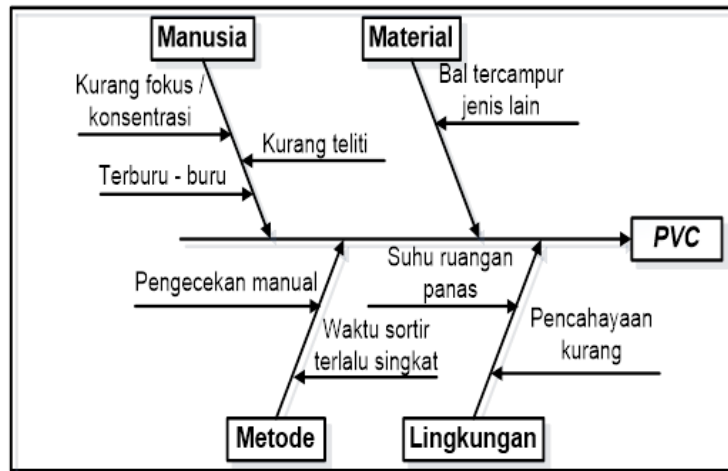 Manusia
Material
Kurang fokus /
konsentrasi
Kurang teliti
Terburu - buru
Bal tercampur
jenis lain
PVC
Pengecekan manual
Waktu sortir
terlalu singkat
Suhu ruangan
panas
Pencahayaan
kurang
Metode
Lingkungan